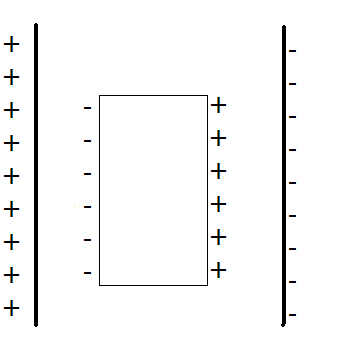 + -
+ -
+ - + -
+ - + -
+ - + -
+ - + -
+ - + -
+ - + -
+ -